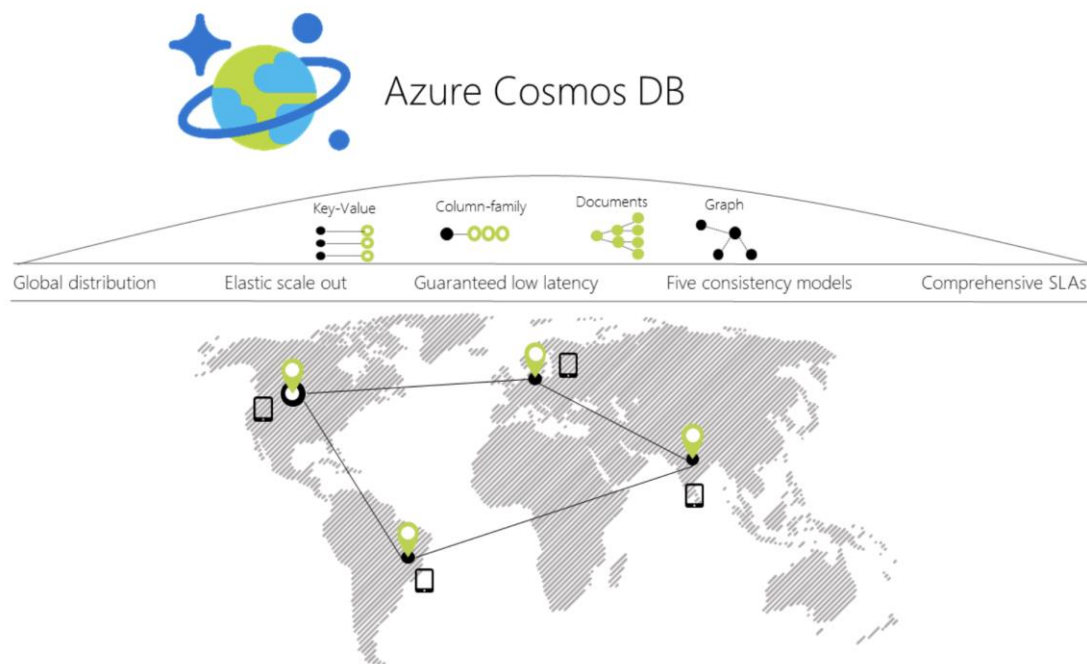 Azure Cosmos DB
Key-Value
Column-family
Documents
Graph
Global distribution
Elastic scale out
Guaranteed low latency
Five consistency models
Comprehensive SLAs